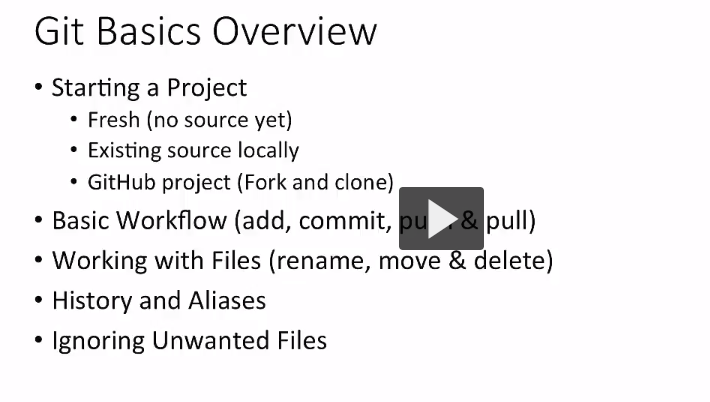 Git Basics Overview
• Starting a Project
• Fresh (no source yet)
• Existing source locally
• GitHub project (Fork and clone)
• Basic Workflow (add, commit, push & pull)
• Working with Files (rename, move & delete)
• History and Aliases
• Ignoring Unwanted Files